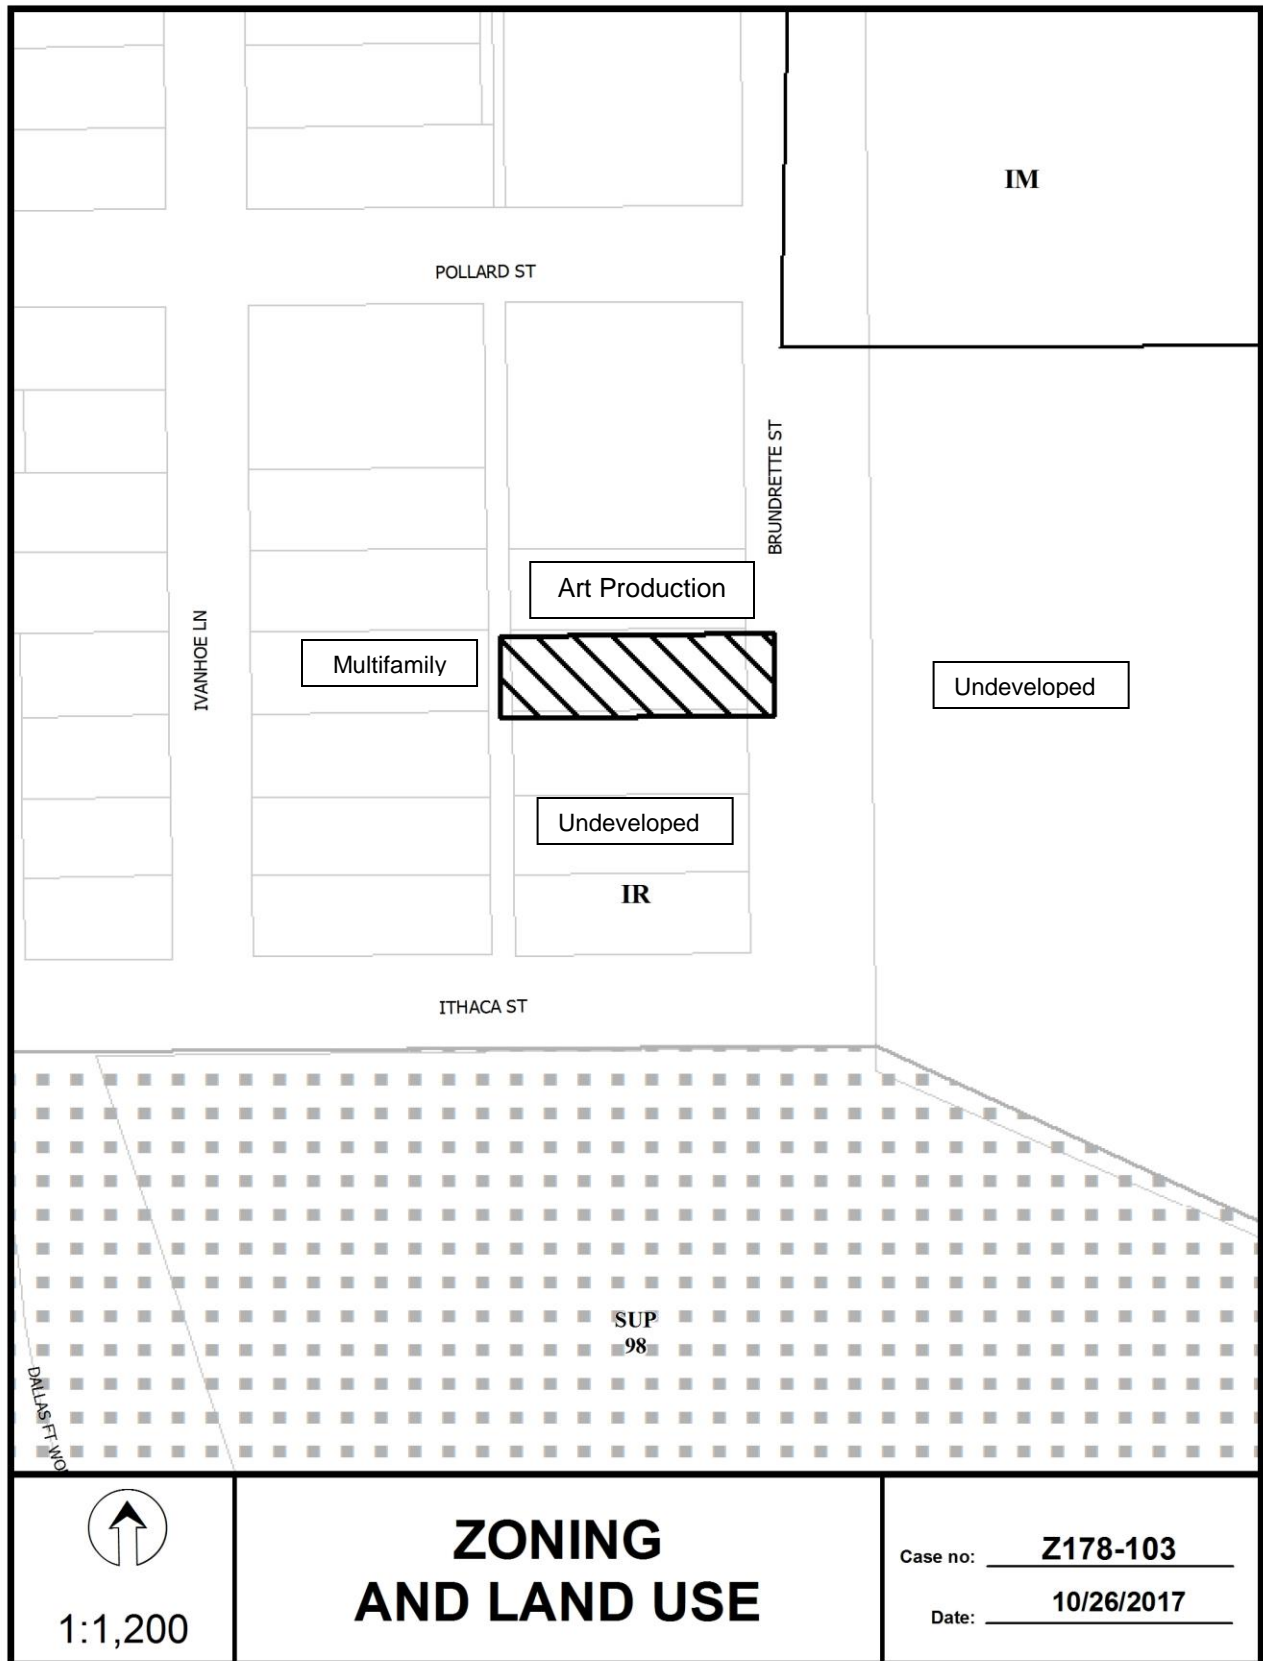 IM
POLLARD ST
BRUNDRETTE ST
Art Production
IVANHOE LN
Multifamily
Undeveloped
Undeveloped
IR
ITHACA ST
SUP
98
DALLAS FT WO
1:1,200
ZONING
AND LAND USE
Case no: Z178-103
Date: 10/26/2017